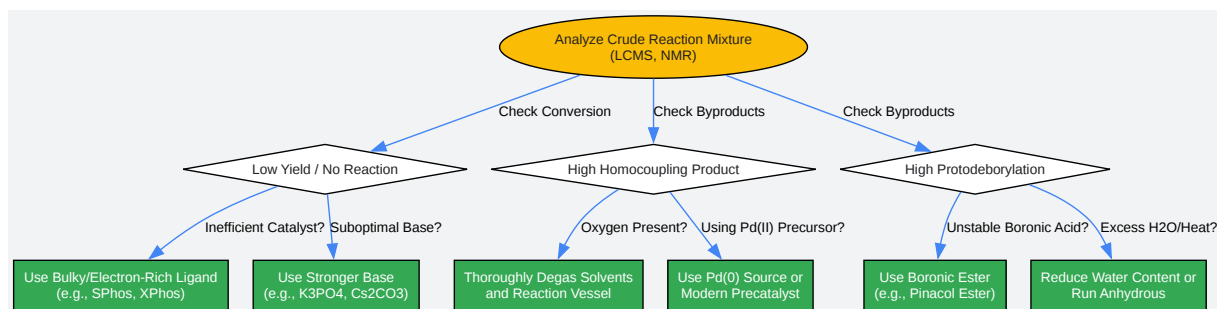 Analyze Crude Reaction Mixture
(LCMS, NMR)
Check Conversion
Check Byproducts
Check Byproducts
Low Yield / No Reaction
High Homocoupling Product
High Protodeborylation
Inefficient Catalyst?
Suboptimal Base?
Oxygen Present?
Using Pd(II) Precursor?
Unstable Boronic Acid?
Excess H2O/Heat?
Use Bulky/Electron-Rich Ligand
(e.g., SPhos, XPhos)
Use Stronger Base
(e.g., K3PO4, Cs2CO3)
Thoroughly Degas Solvents
and Reaction Vessel
Use Pd(0) Source or
Modern Precatalyst
Use Boronic Ester
(e.g., Pinacol Ester)
Reduce Water Content or
Run Anhydrous